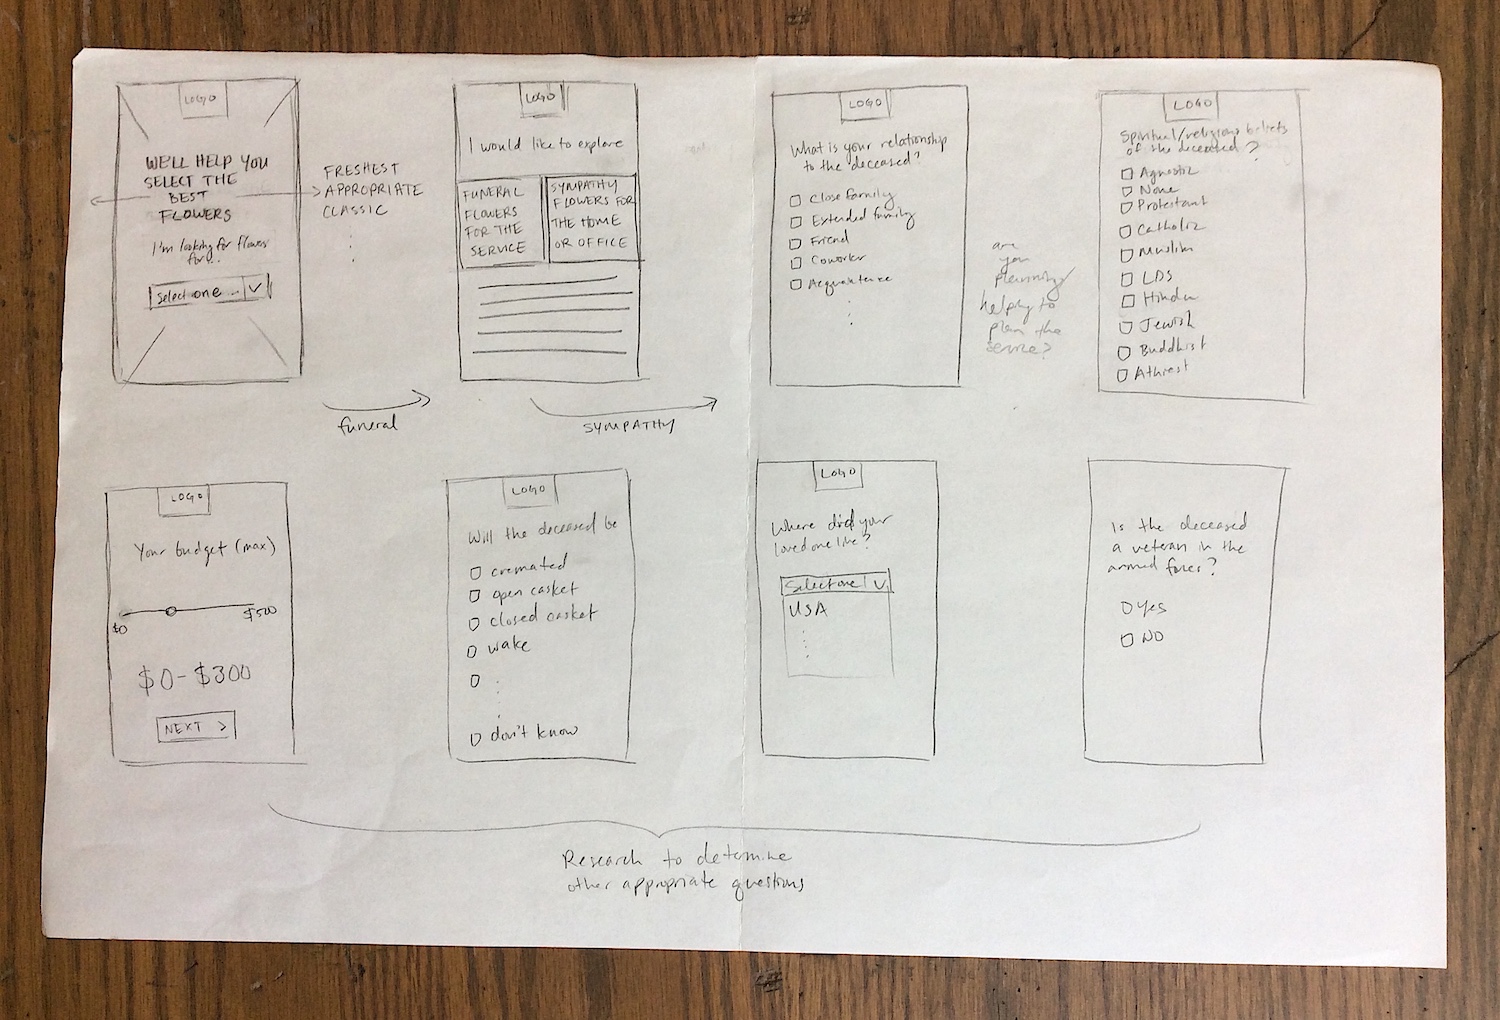 LOGO
WE'LL HELP YOU
SELECT THE
BEST
FLOWERS
I'm looking for flowers
for...
Select one ... V
FRESHEST
APPROPRIATE
CLASSIC
funeral
LOGO
I would like to explore
FUNERAL
FLOWERS
FOR THE
SERVICE
SYMPATHY
FLOWERS FOR
THE HOME
OR OFFICE
SYMPATHY
LOGO
What is your relationship
to the deceased?
Close family
Extended family
Friend
Coworker
Acquaintence
are
you
planning/
helping to
plan the
service?
LOGO
Spiritual/religious beliefs
of the deceased?
Agnostic
None
Protestant
Catholic
Muslim
LDS
Hindu
Jewish
Buddhist
Atheist
LOGO
Your budget (max)
$0
$500
$0-$300
NEXT >
LOGO
Will the deceased be
cremated
open casket
closed casket
wake
don't know
LOGO
Where did your
loved one live?
Select one V
USA
Is the deceased
a veteran in the
armed forces?
Yes
NO
Research to determine
other appropriate questions